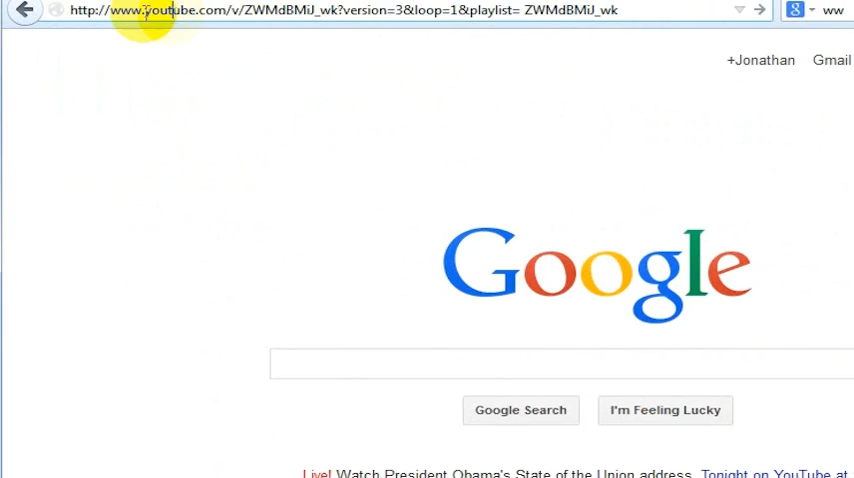 http://www.youtube.com/v/ZWMdBMiJ_wk?version=3&loop=1&playlist= ZWMdBMiJ_wk
8 ww
+Jonathan Gmail
Google
Google Search I'm Feeling Lucky
Live! Watch President Obama's State of the Union address. Tonight on YouTube at